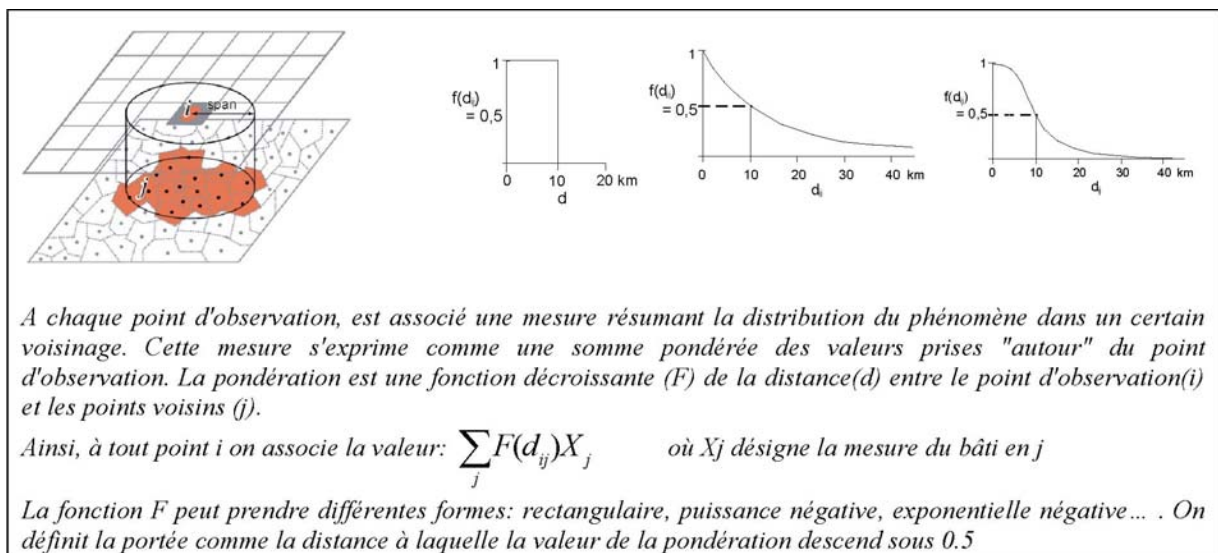 i
span
j
1
f(dij)
= 0,5
0
10
20 km
d
1
f(dij)
= 0,5
0
10
20
30
40 km
dij
1
= 0,5
0
10
20
30
40 km
A chaque point d'observation, est associé une mesure résumant la distribution du phénomène dans un certain
voisinage. Cette mesure s'exprime comme une somme pondérée des valeurs prises "autour" du point
d'observation. La pondération est une fonction décroissante (F) de la distance(d) entre le point d'observation(i)
et les points voisins (j).
Ainsi, à tout point i on associe la valeur: ∑j F(dij)Xj où Xj désigne la mesure du bâti en j
La fonction F peut prendre différentes formes: rectangulaire, puissance négative, exponentielle négative... . On
définit la portée comme la distance à laquelle la valeur de la pondération descend sous 0.5